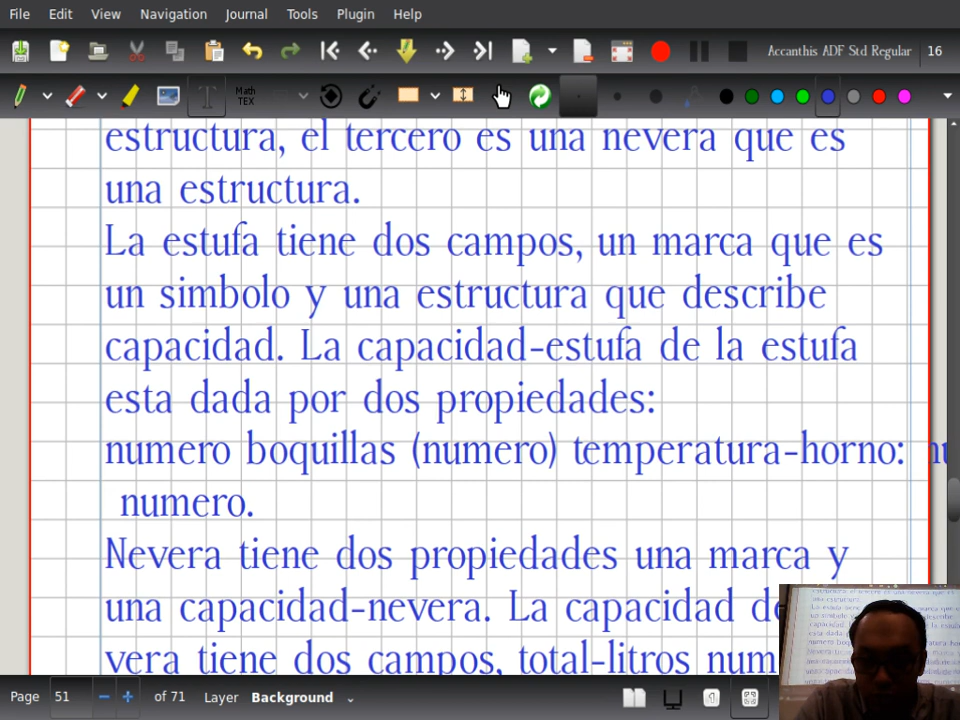 File Edit View Navigation Journal Tools Plugin Help
Accanthis ADF Std Regular 16
Math
TEX
estructura, el tercero es una nevera que es
una estructura.
La estufa tiene dos campos, un marca que es
un simbolo y una estructura que describe
capacidad. La capacidad-estufa de la estufa
esta dada por dos propiedades:
numero boquillas (numero) temperatura-horno:
numero.
Nevera tiene dos propiedades una marca y
una capacidad-nevera. La capacidad
vera tiene dos campos, total-litros
Page 51 of 71 Layer Background